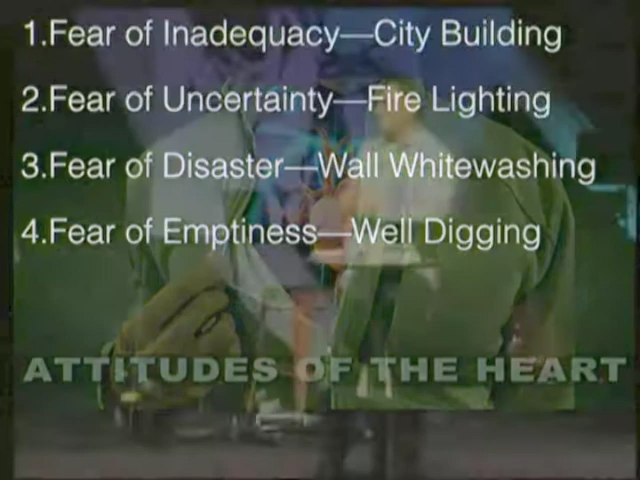 1.Fear of Inadequacy—City Building
2.Fear of Uncertainty—Fire Lighting
3.Fear of Disaster—Wall Whitewashing
4.Fear of Emptiness—Well Digging
ATTITUDES OF THE HEART